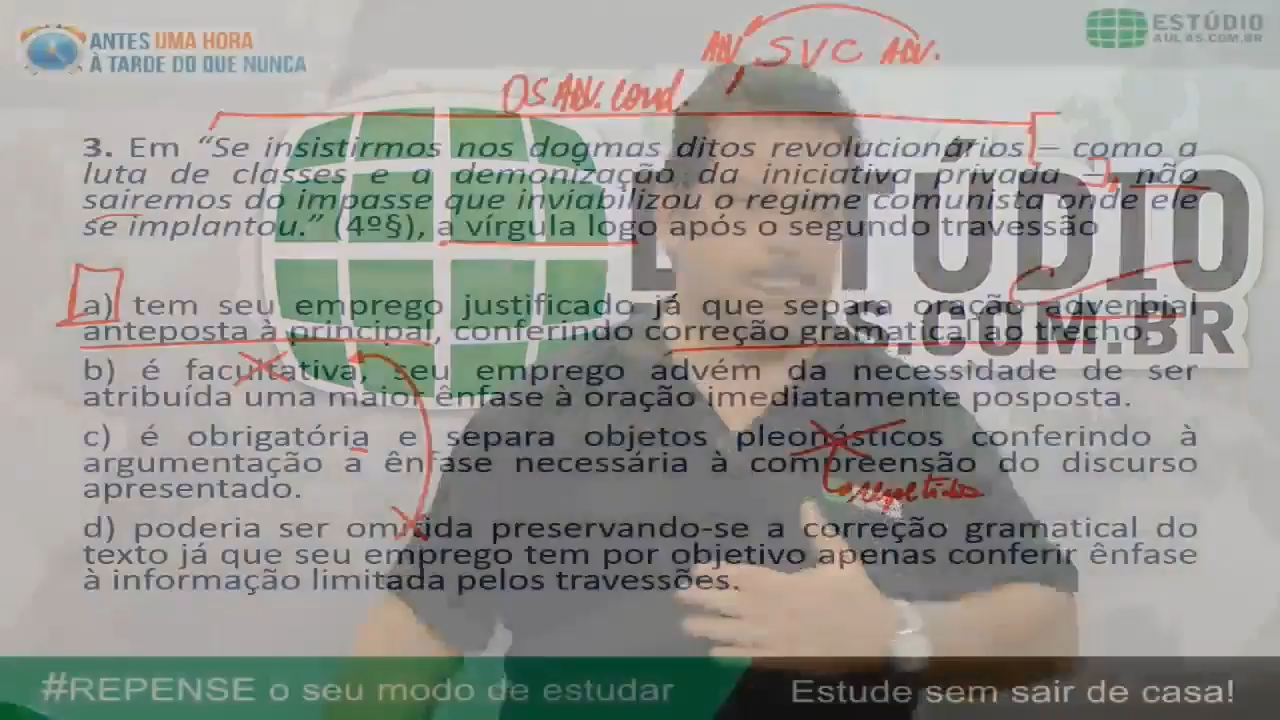 ANTES UMA HORA
À TARDE DO QUE NUNCA
ESTÚDIO
AULAS.COM.BR
ADV SVC ADV.
OS ADV. cond.
3. Em “Se insistirmos nos dogmas ditos revolucionários – como a
luta de classes e a demonização da iniciativa privada –, não
sairemos do impasse que inviabilizou o regime comunista onde ele
se implantou.” (4º§), a vírgula logo após o segundo travessão
a) tem seu emprego justificado já que separa oração adverbial
anteposta à principal, conferindo correção gramatical ao trecho.
b) é facultativa, seu emprego advém da necessidade de ser
atribuída uma maior ênfase à oração imediatamente posposta.
c) é obrigatória e separa objetos pleonásticos conferindo à
argumentação a ênfase necessária à compreensão do discurso
apresentado.
repetidos
d) poderia ser omitida preservando-se a correção gramatical do
texto já que seu emprego tem por objetivo apenas conferir ênfase
à informação limitada pelos travessões.
#REPENSE o seu modo de estudar
Estude sem sair de casa!